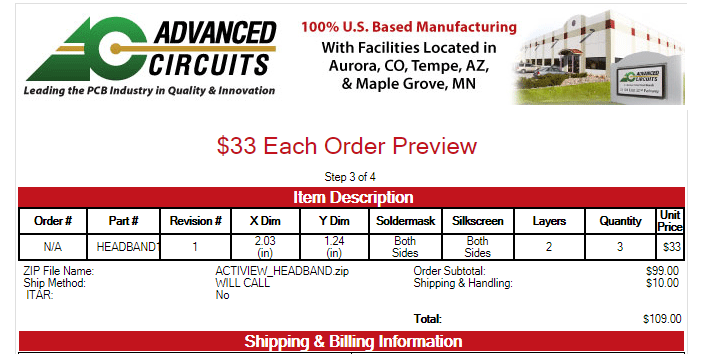 ADVANCED
CIRCUITS
Leading the PCB Industry in Quality & Innovation
100% U.S. Based Manufacturing
With Facilities Located in
Aurora, CO, Tempe, AZ,
& Maple Grove, MN
ADVANCED
CIRCUITS
$33 Each Order Preview
Step 3 of 4
Item Description
Order # Part # Revision # X Dim Y Dim Soldermask Silkscreen Layers Quantity Unit Price
N/A HEADBAND1 1 2.03 (in) 1.24 (in) Both Sides Both Sides 2 3 $33
ZIP File Name: ACTIVIEW_HEADBAND.zip Order Subtotal: $99.00
Ship Method: WILL CALL Shipping & Handling: $10.00
ITAR: No
Total: $109.00
Shipping & Billing Information